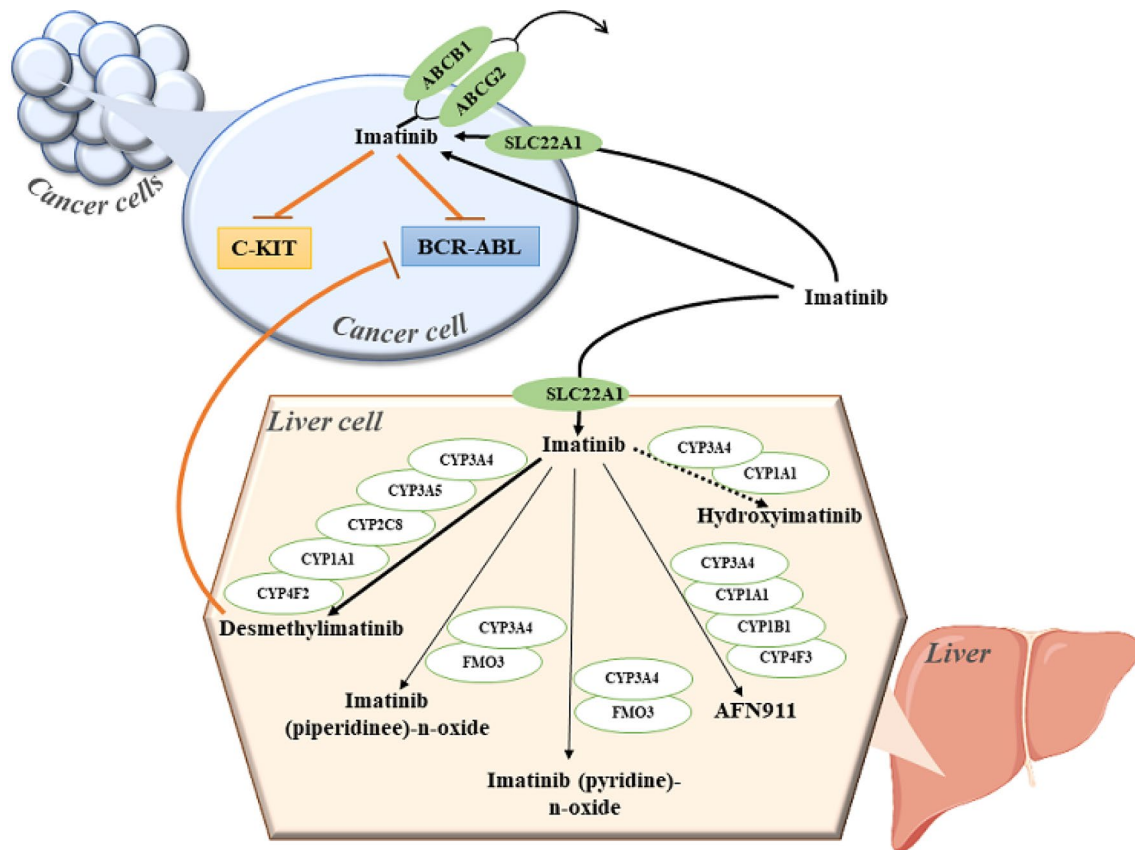 ABCB1
ABCG2
Imatinib
SLC22A1
Cancer cells
C-KIT
BCR-ABL
Imatinib
Cancer cell
SLC22A1
Liver cell
Imatinib
CYP3A4
CYP3A5
CYP2C8
CYP1A1
CYP4F2
Desmethylimatinib
CYP3A4
CYP1A1
Hydroxyimatinib
CYP3A4
FMO3
Imatinib
(piperidinee)-n-oxide
CYP3A4
FMO3
Imatinib (pyridine)-
n-oxide
CYP3A4
CYP1A1
CYP1B1
CYP4F3
AFN911
Liver